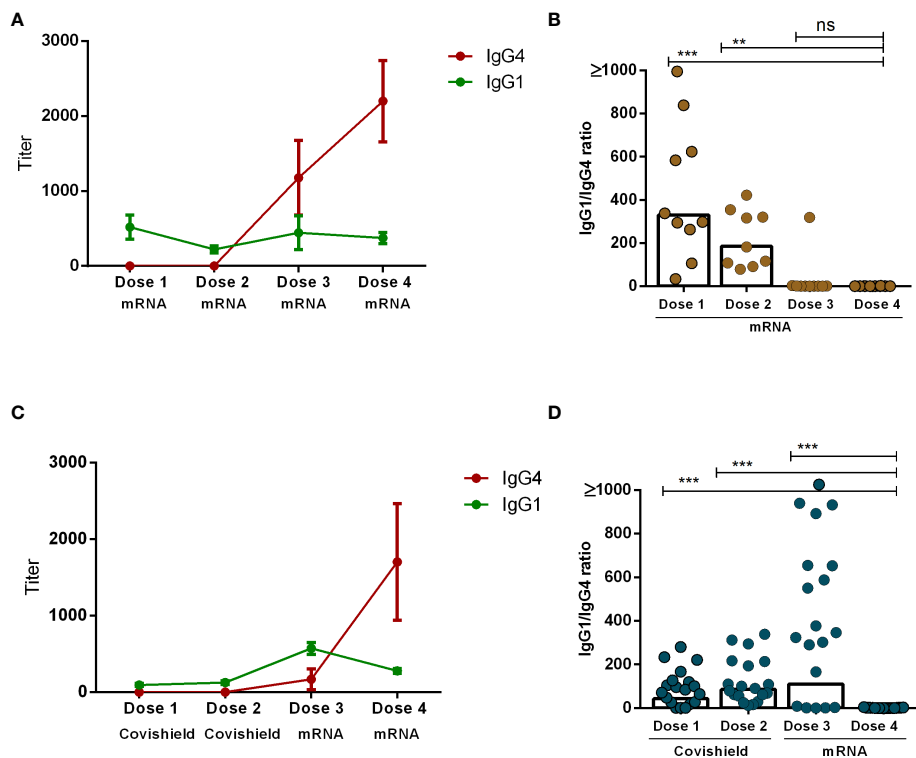 A
3000
2000
1000
0
Titer
IgG4
IgG1
Dose 1 Dose 2 Dose 3 Dose 4
mRNA mRNA mRNA mRNA
B
ns
**
***
≥1000
800
600
400
200
0
IgG1/IgG4 ratio
Dose 1 Dose 2 Dose 3 Dose 4
mRNA
C
3000
2000
1000
0
Titer
IgG4
IgG1
Dose 1 Dose 2 Dose 3 Dose 4
Covishield Covishield mRNA mRNA
D
***
***
***
≥1000
800
600
400
200
0
IgG1/IgG4 ratio
Dose 1 Dose 2 Dose 3 Dose 4
Covishield mRNA